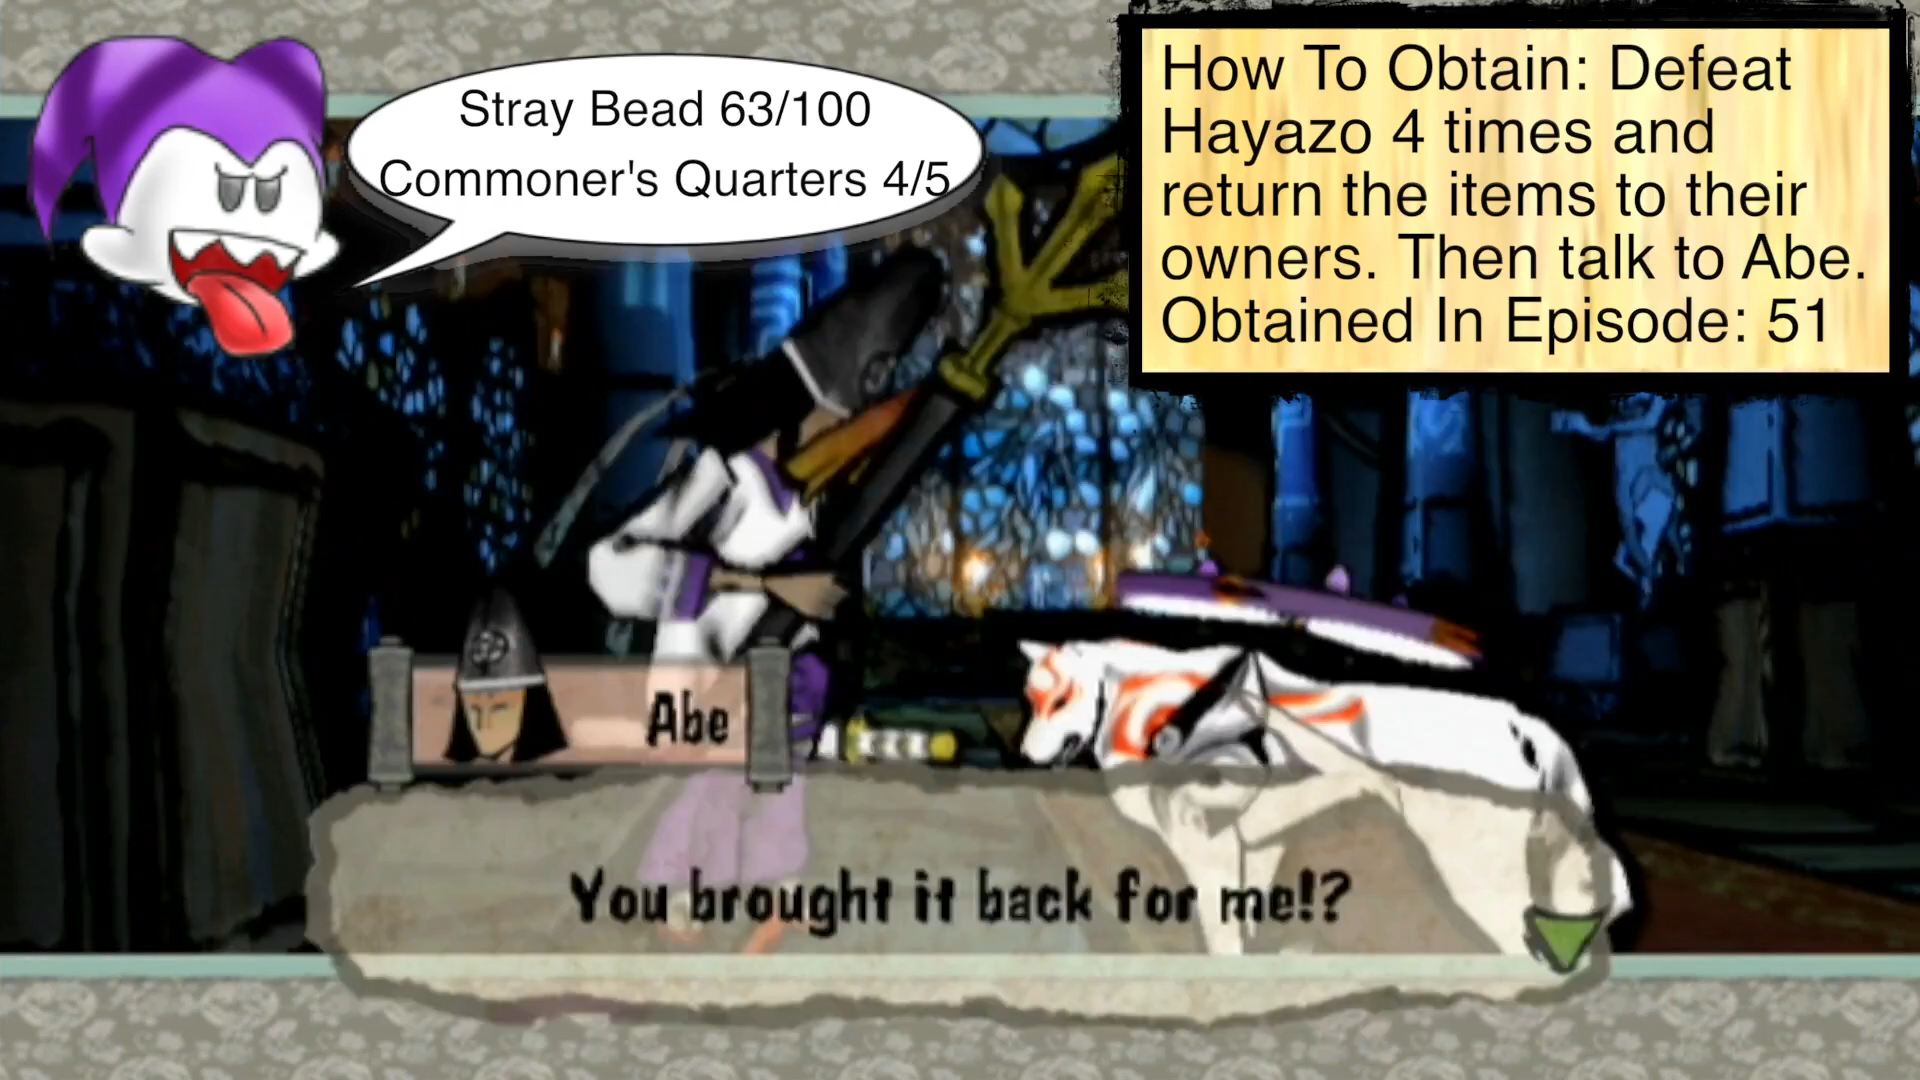 Stray Bead 63/100
Commoner's Quarters 4/5
How To Obtain: Defeat
Hayazo 4 times and
return the items to their
owners. Then talk to Abe.
Obtained In Episode: 51
Abe
You brought it back for me!?